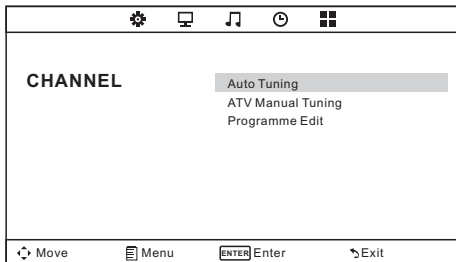 CHANNEL
Auto Tuning
ATV Manual Tuning
Programme Edit
Move Menu ENTER Enter Exit